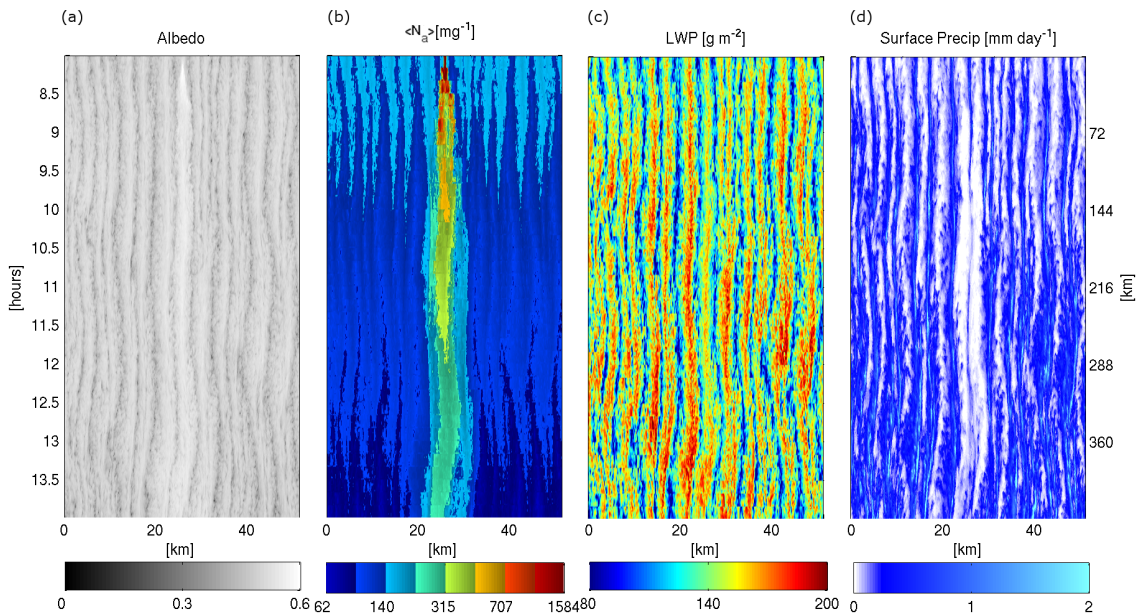 (a) (b) (c) (d)
Albedo <N_a>[mg⁻¹] LWP [g m⁻²] Surface Precip [mm day⁻¹]
8.5
9 72
9.5
10 144
10.5
[hours] 11 216 [km]
11.5
12 288
12.5
13 360
13.5
0 20 40 0 20 40 0 20 40 0 20 40
[km] [km] [km] [km]
0 0.3 0.6 62 140 315 707 1584 80 140 200 0 1 2